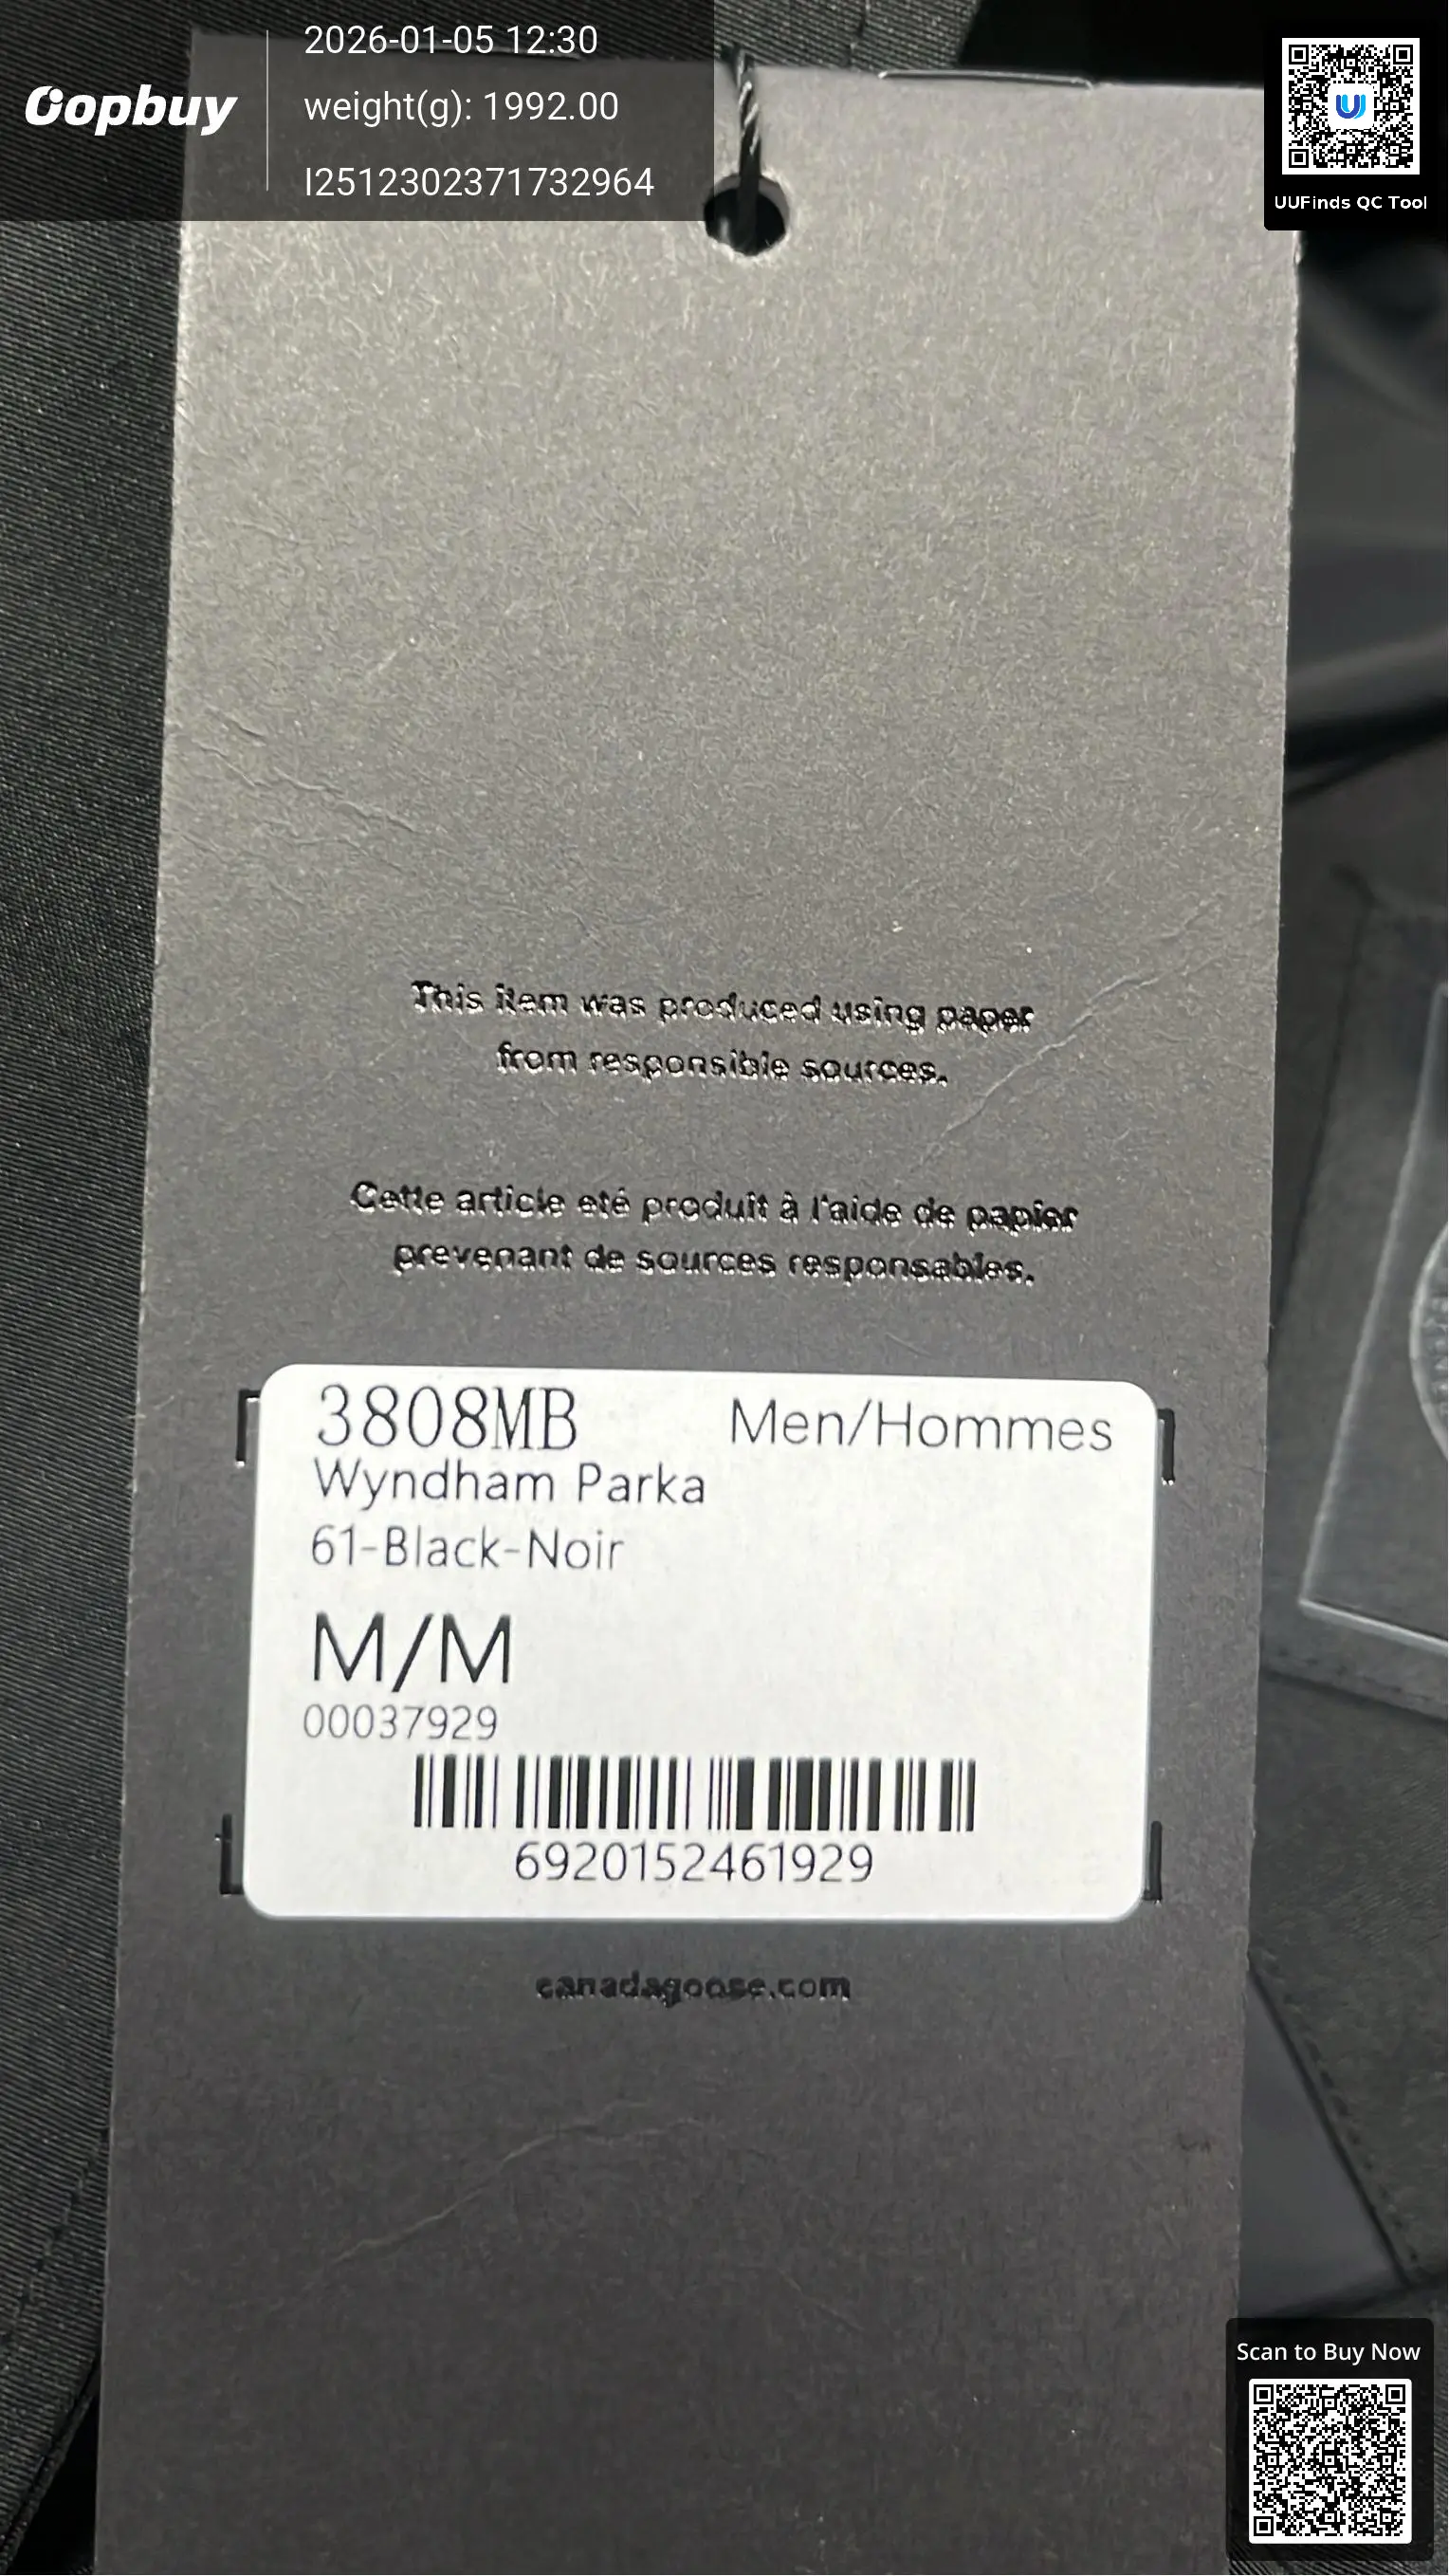 Oopbuy
2026-01-05 12:30
weight(g): 1992.00
I2512302371732964
UUFinds QC Tool
This item was produced using paper
from responsible sources.
Cette article eté produit à l'aide de papier
prevenant de sources responsables.
3808MB Men/Hommes
Wyndham Parka
61-Black-Noir
M/M
00037929
6920152461929
canadagoose.com
Scan to Buy Now